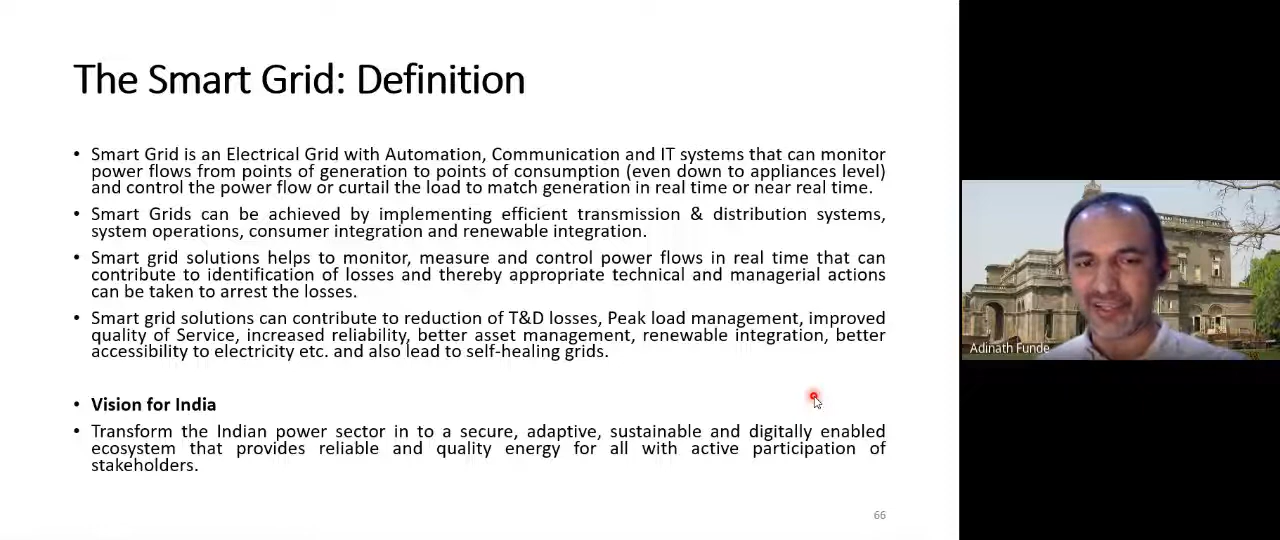 The Smart Grid: Definition
• Smart Grid is an Electrical Grid with Automation, Communication and IT systems that can monitor
power flows from points of generation to points of consumption (even down to appliances level)
and control the power flow or curtail the load to match generation in real time or near real time.
• Smart Grids can be achieved by implementing efficient transmission & distribution systems,
system operations, consumer integration and renewable integration.
• Smart grid solutions helps to monitor, measure and control power flows in real time that can
contribute to identification of losses and thereby appropriate technical and managerial actions
can be taken to arrest the losses.
• Smart grid solutions can contribute to reduction of T&D losses, Peak load management, improved
quality of Service, increased reliability, better asset management, renewable integration, better
accessibility to electricity etc. and also lead to self-healing grids.
• Vision for India
• Transform the Indian power sector in to a secure, adaptive, sustainable and digitally enabled
ecosystem that provides reliable and quality energy for all with active participation of
stakeholders.
66
Adinath Funde